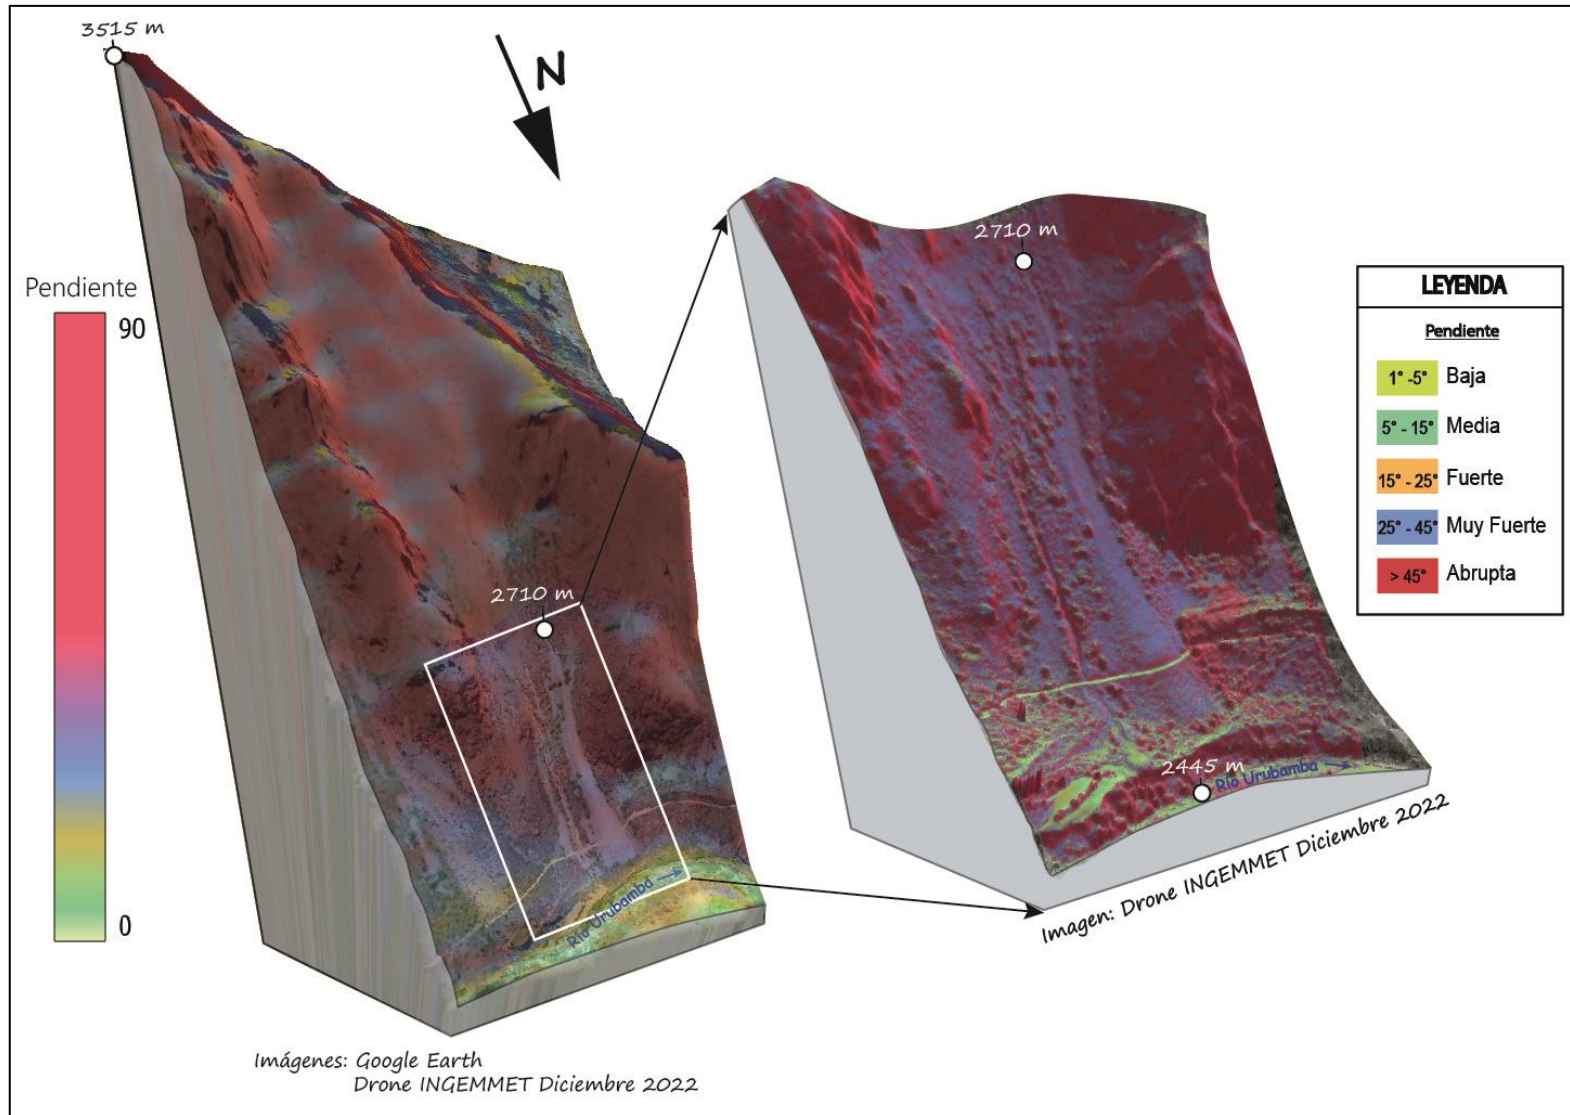 3515 m
N
Pendiente
90
0
2710 m
Río Urubamba
Imágenes: Google Earth
Drone INGEMMET Diciembre 2022
2710 m
2445 m
Río Urubamba
Imagen: Drone INGEMMET Diciembre 2022
LEYENDA
Pendiente
1° -5° Baja
5° - 15° Media
15° - 25° Fuerte
25° - 45° Muy Fuerte
> 45° Abrupta